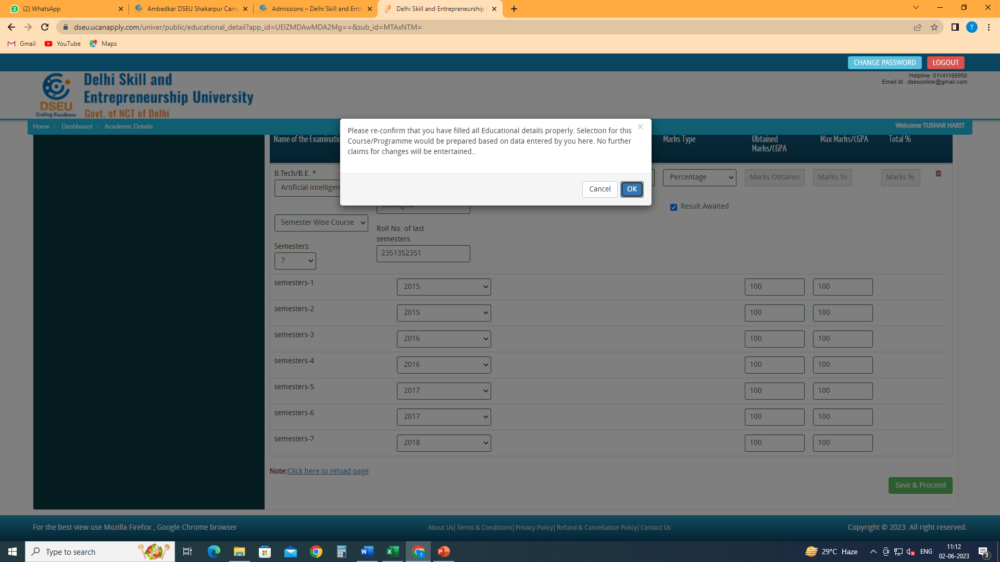 (2) WhatsApp
Ambedkar DSEU Shakarpur Cam
Admissions – Delhi Skill and Entr
Delhi Skill and Entrepreneurship
dseu.ucanapply.com/univer/public/educational_detail?app_id=UElZMDAwMDA2Mg==&sub_id=MTAxNTM=
T
Gmail
YouTube
Maps
CHANGE PASSWORD
LOGOUT
Helpline: 01141169950
Email Id : dseuonline@gmail.com
DSEU
Crafting Excellence
Delhi Skill and
Entrepreneurship University
Govt. of NCT of Delhi
Home / Dashboard / Academic Details
Welcome TUSHAR HARIT
Please re-confirm that you have filled all Educational details properly. Selection for this
Course/Programme would be prepared based on data entered by you here. No further
claims for changes will be entertained..
Cancel
OK
Name of the Examinatio
Marks Type
Obtained
Marks/CGPA
Max Marks/CGPA
Total %
B.Tech/B.E. *
Artificial intelligen
Percentage
Marks Obtained
Marks To
Marks %
Result Awaited
Semester Wise Course
Roll No. of last
semesters
2351352351
Semesters:
7
semesters-1 2015 100 100
semesters-2 2015 100 100
semesters-3 2016 100 100
semesters-4 2016 100 100
semesters-5 2017 100 100
semesters-6 2017 100 100
semesters-7 2018 100 100
Note:Click here to reload page
Save & Proceed
For the best view use Mozilla Firefox , Google Chrome browser
About Us| Terms & Conditions| Privacy Policy| Refund & Cancellation Policy| Contact Us
Copyright © 2023. All right reserved.
Type to search
29°C Haze
ENG
11:12
02-06-2023
3